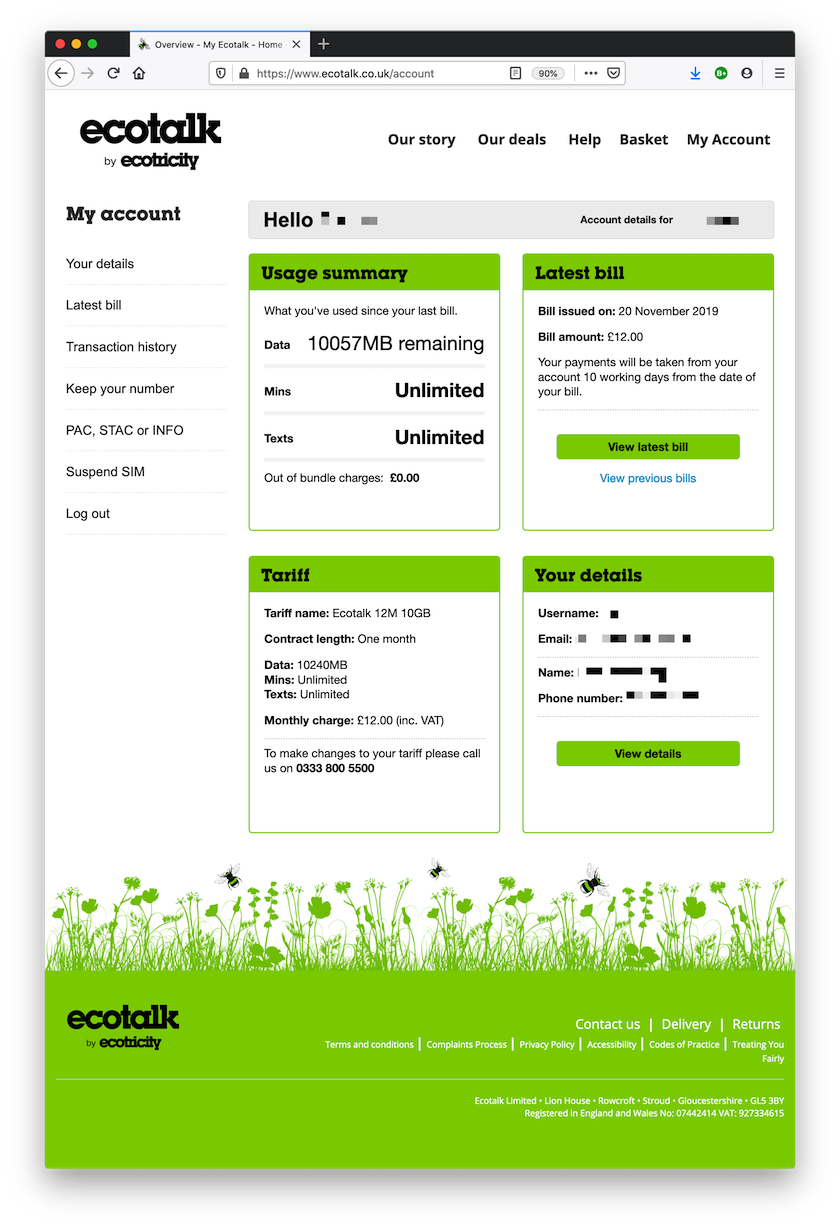 Overview - My Ecotalk - Home
https://www.ecotalk.co.uk/account
90%
ecotalk
by ecotricity
Our story
Our deals
Help
Basket
My Account
My account
Your details
Latest bill
Transaction history
Keep your number
PAC, STAC or INFO
Suspend SIM
Log out
Hello
Account details for
Usage summary
What you've used since your last bill.
Data 10057MB remaining
Mins Unlimited
Texts Unlimited
Out of bundle charges: £0.00
Latest bill
Bill issued on: 20 November 2019
Bill amount: £12.00
Your payments will be taken from your
account 10 working days from the date of
your bill.
View latest bill
View previous bills
Tariff
Tariff name: Ecotalk 12M 10GB
Contract length: One month
Data: 10240MB
Mins: Unlimited
Texts: Unlimited
Monthly charge: £12.00 (inc. VAT)
To make changes to your tariff please call
us on 0333 800 5500
Your details
Username:
Email:
Name:
Phone number:
View details
ecotalk
by ecotricity
Contact us | Delivery | Returns
Terms and conditions | Complaints Process | Privacy Policy | Accessibility | Codes of Practice | Treating You
Fairly
Ecotalk Limited • Lion House • Rowcroft • Stroud • Gloucestershire • GL5 3BY
Registered in England and Wales No: 07442414 VAT: 927334615